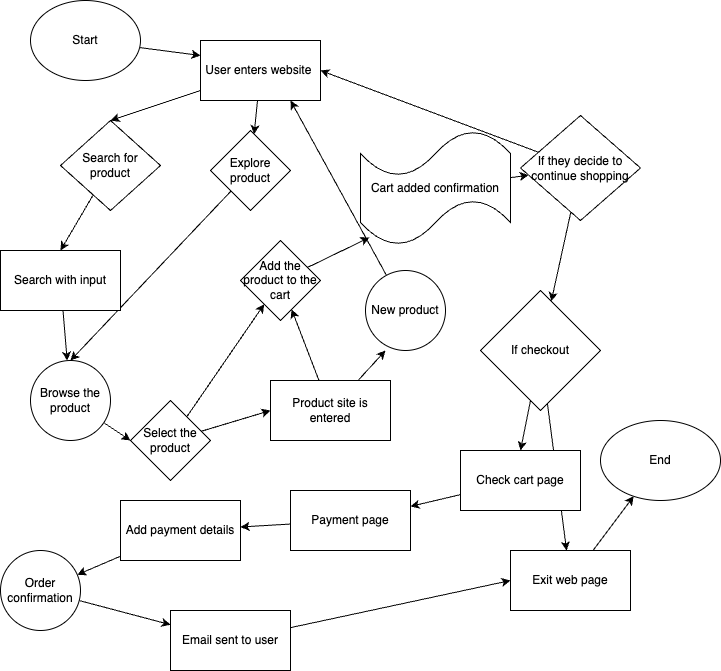 Start
User enters website
Search for
product
Explore
product
Cart added confirmation
If they decide to
continue shopping
Search with input
Add the
product to the
cart
New product
If checkout
Browse the
product
Product site is
entered
Select the
product
Check cart page
End
Payment page
Add payment details
Exit web page
Order
confirmation
Email sent to user